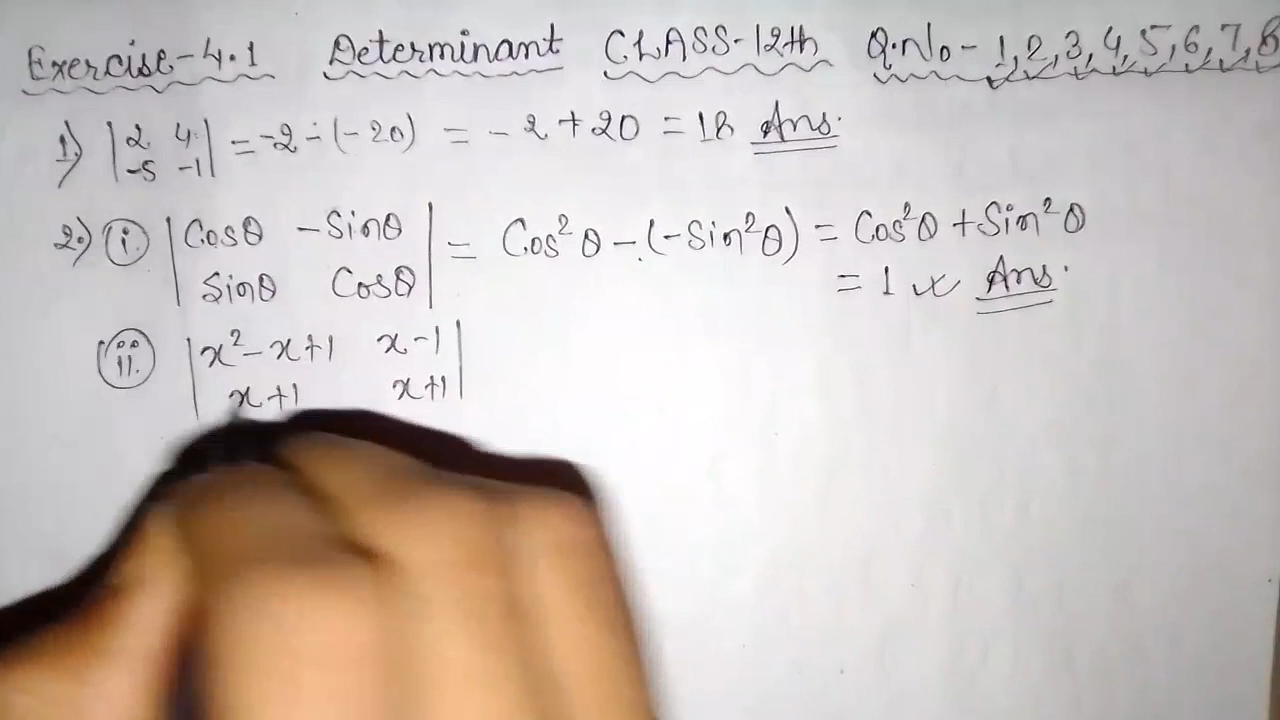 Exercise-4.1 Determinant CLASS-12th Q.No- 1,2,3,4,5,6,7,8
1.) |2 4| = -2 - (-20) = -2 + 20 = 18 Ans.
|-5 -1|
2.) (i.) |Cosθ -Sinθ| = Cos²θ - (-Sin²θ) = Cos²θ + Sin²θ
|Sinθ Cosθ| = 1 Ans.
(ii.) |x²-x+1 x-1|
|x+1 x+1|